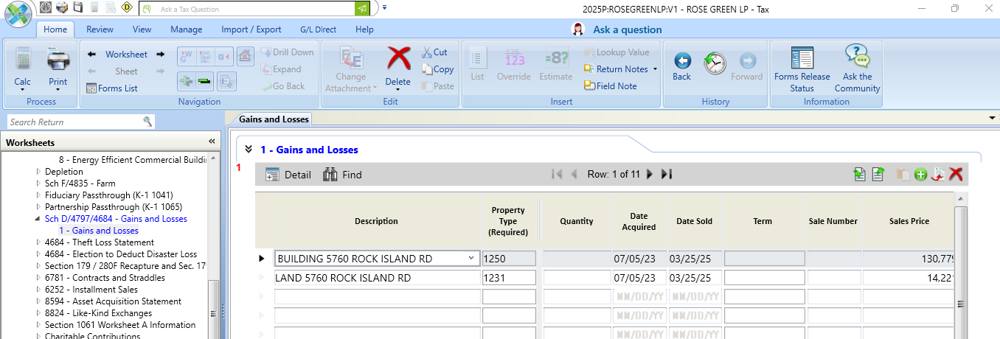 Ask a Tax Question
2025P:ROSEGREENLP:V1 - ROSE GREEN LP - Tax
Home Review View Manage Import / Export G/L Direct Help Ask a question
Calc
Print
Process
Worksheet
Sheet
Forms List
Drill Down
Expand
Go Back
Navigation
Change Attachment
Delete
Cut
Copy
Paste
Edit
List
Override
Estimate
Lookup Value
Return Notes
Field Note
Insert
Back
Forward
History
Forms Release Status
Ask the Community
Information
Search Return
Gains and Losses
Worksheets
8 - Energy Efficient Commercial Buildi
Depletion
Sch F/4835 - Farm
Fiduciary Passthrough (K-1 1041)
Partnership Passthrough (K-1 1065)
Sch D/4797/4684 - Gains and Losses
1 - Gains and Losses
4684 - Theft Loss Statement
4684 - Election to Deduct Disaster Loss
Section 179 / 280F Recapture and Sec. 17
6781 - Contracts and Straddles
6252 - Installment Sales
8594 - Asset Acquisition Statement
8824 - Like-Kind Exchanges
Section 1061 Worksheet A Information
Charitable Contributions
1 - Gains and Losses
1
Detail Find Row: 1 of 11
Description Property Type (Required) Quantity Date Acquired Date Sold Term Sale Number Sales Price
BUILDING 5760 ROCK ISLAND RD 1250 07/05/23 03/25/25 130,779
LAND 5760 ROCK ISLAND RD 1231 07/05/23 03/25/25 14,221
MM/DD/YY MM/DD/YY
MM/DD/YY MM/DD/YY
MM/DD/YY MM/DD/YY